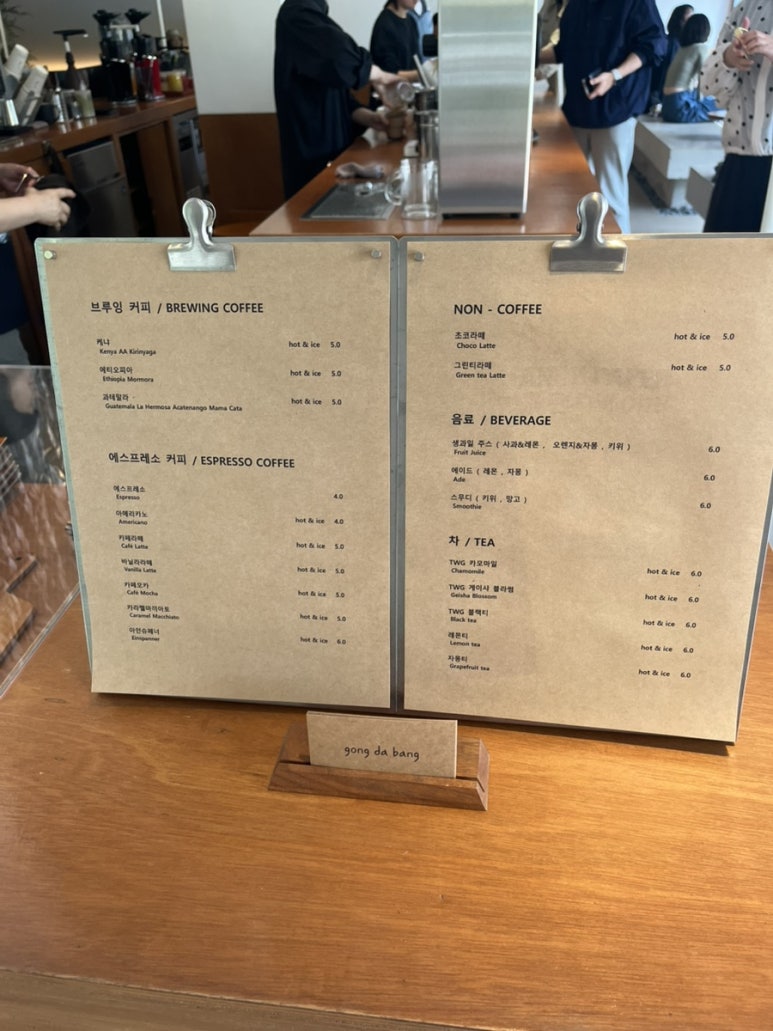 브루잉 커피 / BREWING COFFEE
케냐 hot & ice 5.0
Kenya AA Kirinyaga
에티오피아 hot & ice 5.0
Ethiopia Mormora
과테말라 hot & ice 5.0
Guatemala La Hermosa Acatenango Mama Cata
에스프레소 커피 / ESPRESSO COFFEE
에스프레소 4.0
Espresso
아메리카노 hot & ice 4.0
Americano
카페라떼 hot & ice 5.0
Café Latte
바닐라라떼 hot & ice 5.0
Vanilla Latte
카페모카 hot & ice 5.0
Café Mocha
카라멜마끼아또 hot & ice 5.0
Caramel Macchiato
아인슈페너 hot & ice 6.0
Einspanner
NON - COFFEE
초코라떼 hot & ice 5.0
Choco Latte
그린티라떼 hot & ice 5.0
Green tea Latte
음료 / BEVERAGE
생과일 주스 ( 사과&레몬 , 오렌지&자몽 , 키위 ) 6.0
Fruit Juice
에이드 ( 레몬 , 자몽 ) 6.0
Ade
스무디 ( 키위 , 망고 ) 6.0
Smoothie
차 / TEA
TWG 카모마일 hot & ice 6.0
Chamomile
TWG 게이샤 블라썸 hot & ice 6.0
Geisha Blossom
TWG 블랙티 hot & ice 6.0
Black tea
레몬티 hot & ice 6.0
Lemon tea
자몽티 hot & ice 6.0
Grapefruit tea
gong da bang